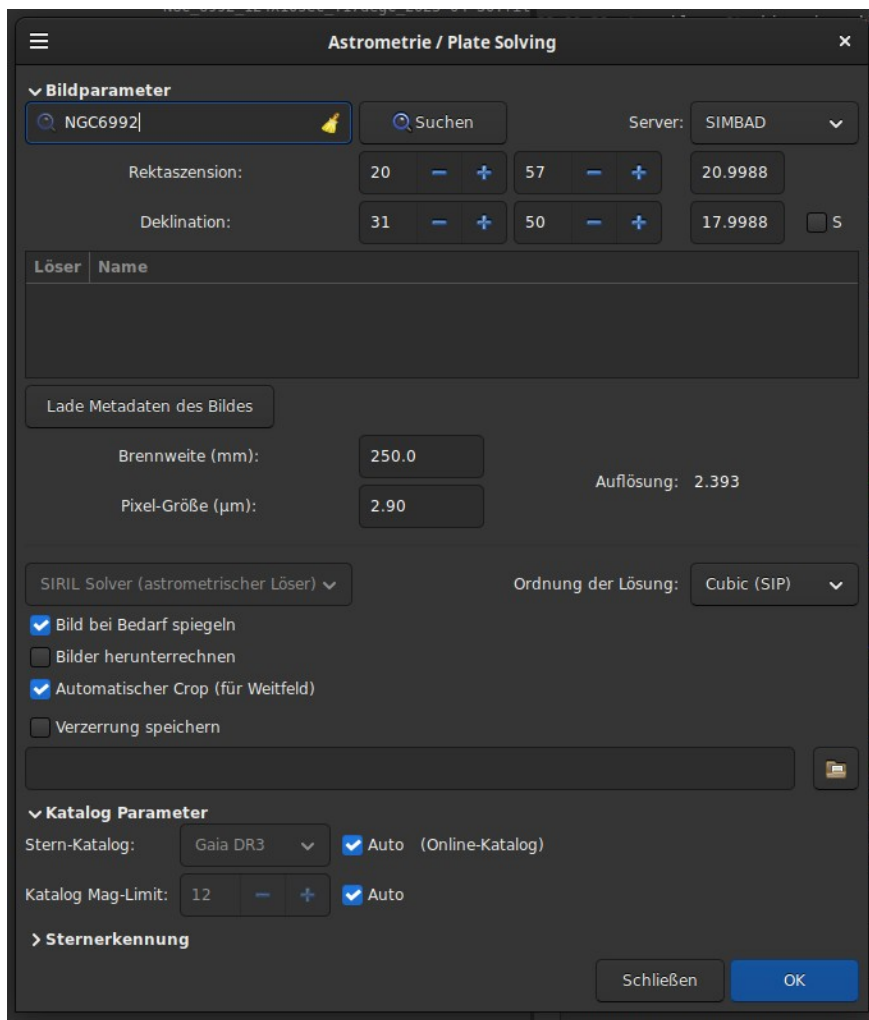 Astrometrie / Plate Solving
Bildparameter
NGC6992 Suchen Server: SIMBAD
Rektaszension: 20 57 20.9988
Deklination: 31 50 17.9988 S
Löser Name
Lade Metadaten des Bildes
Brennweite (mm): 250.0
Auflösung: 2.393
Pixel-Größe (µm): 2.90
SIRIL Solver (astrometrischer Löser) Ordnung der Lösung: Cubic (SIP)
Bild bei Bedarf spiegeln
Bilder herunterrechnen
Automatischer Crop (für Weitfeld)
Verzerrung speichern
Katalog Parameter
Stern-Katalog: Gaia DR3 Auto (Online-Katalog)
Katalog Mag-Limit: 12 Auto
Sternerkennung
Schließen OK